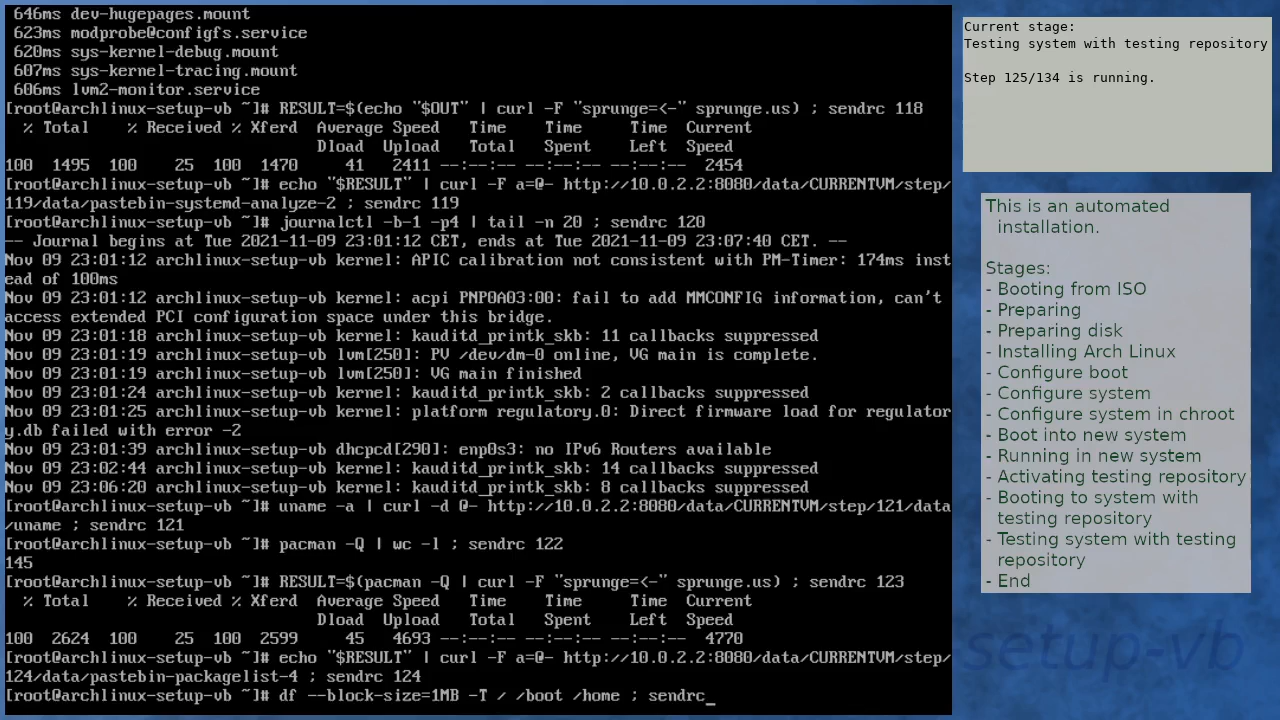 646ms dev-hugepages.mount
 623ms modprobe@configfs.service
 620ms sys-kernel-debug.mount
 607ms sys-kernel-tracing.mount
 606ms lvm2-monitor.service
[root@archlinux-setup-vb ~]# RESULT=$(echo "$OUT" | curl -F "sprunge=<-" sprunge.us) ; sendrc 118
  % Total    % Received % Xferd  Average Speed   Time    Time     Time  Current
                                 Dload  Upload   Total   Spent    Left  Speed
100  1495  100    25  100  1470     41   2411 --:--:-- --:--:-- --:--:--  2454
[root@archlinux-setup-vb ~]# echo "$RESULT" | curl -F a=@- http://10.0.2.2:8080/data/CURRENTVM/step/
119/data/pastebin-systemd-analyze-2 ; sendrc 119
[root@archlinux-setup-vb ~]# journalctl -b-1 -p4 | tail -n 20 ; sendrc 120
-- Journal begins at Tue 2021-11-09 23:01:12 CET, ends at Tue 2021-11-09 23:07:40 CET. --
Nov 09 23:01:12 archlinux-setup-vb kernel: APIC calibration not consistent with PM-Timer: 174ms inst
ead of 100ms
Nov 09 23:01:12 archlinux-setup-vb kernel: acpi PNP0A03:00: fail to add MMCONFIG information, can't
access extended PCI configuration space under this bridge.
Nov 09 23:01:18 archlinux-setup-vb kernel: kauditd_printk_skb: 11 callbacks suppressed
Nov 09 23:01:19 archlinux-setup-vb lvm[250]: PV /dev/dm-0 online, VG main is complete.
Nov 09 23:01:19 archlinux-setup-vb lvm[250]: VG main finished
Nov 09 23:01:24 archlinux-setup-vb kernel: kauditd_printk_skb: 2 callbacks suppressed
Nov 09 23:01:25 archlinux-setup-vb kernel: platform regulatory.0: Direct firmware load for regulator
y.db failed with error -2
Nov 09 23:01:39 archlinux-setup-vb dhcpcd[290]: enp0s3: no IPv6 Routers available
Nov 09 23:02:44 archlinux-setup-vb kernel: kauditd_printk_skb: 14 callbacks suppressed
Nov 09 23:06:20 archlinux-setup-vb kernel: kauditd_printk_skb: 8 callbacks suppressed
[root@archlinux-setup-vb ~]# uname -a | curl -d @- http://10.0.2.2:8080/data/CURRENTVM/step/121/data
/uname ; sendrc 121
[root@archlinux-setup-vb ~]# pacman -Q | wc -l ; sendrc 122
145
[root@archlinux-setup-vb ~]# RESULT=$(pacman -Q | curl -F "sprunge=<-" sprunge.us) ; sendrc 123
  % Total    % Received % Xferd  Average Speed   Time    Time     Time  Current
                                 Dload  Upload   Total   Spent    Left  Speed
100  2624  100    25  100  2599     45   4693 --:--:-- --:--:-- --:--:--  4770
[root@archlinux-setup-vb ~]# echo "$RESULT" | curl -F a=@- http://10.0.2.2:8080/data/CURRENTVM/step/
124/data/pastebin-packagelist-4 ; sendrc 124
[root@archlinux-setup-vb ~]# df --block-size=1MB -T / /boot /home ; sendrc_
Current stage:
Testing system with testing repository
Step 125/134 is running.
This is an automated
installation.
Stages:
- Booting from ISO
- Preparing
- Preparing disk
- Installing Arch Linux
- Configure boot
- Configure system
- Configure system in chroot
- Boot into new system
- Running in new system
- Activating testing repository
- Booting to system with
testing repository
- Testing system with testing
repository
- End
setup-vb